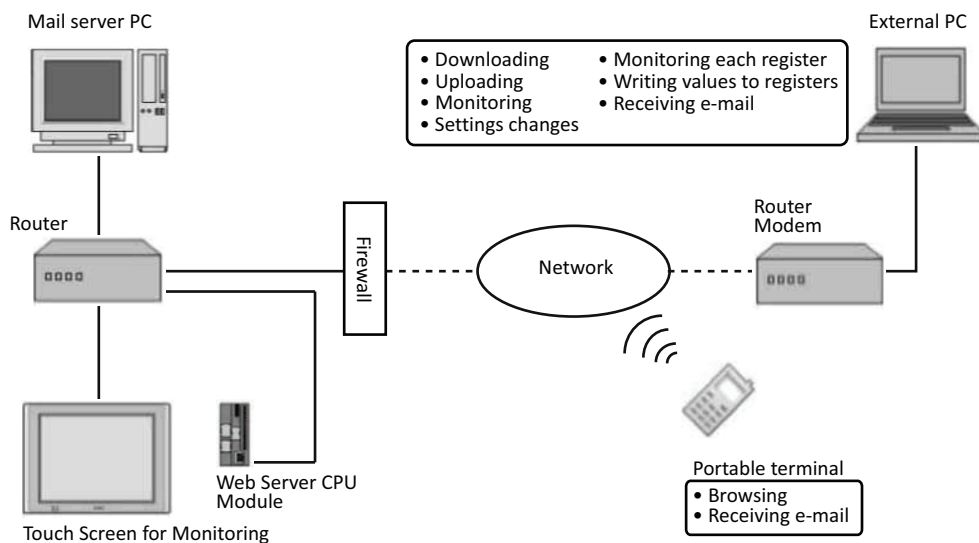 Mail server PC
External PC
• Downloading
• Uploading
• Monitoring
• Settings changes
• Monitoring each register
• Writing values to registers
• Receiving e-mail
Router
Firewall
Network
Router
Modem
Web Server CPU
Module
Touch Screen for Monitoring
Portable terminal
• Browsing
• Receiving e-mail